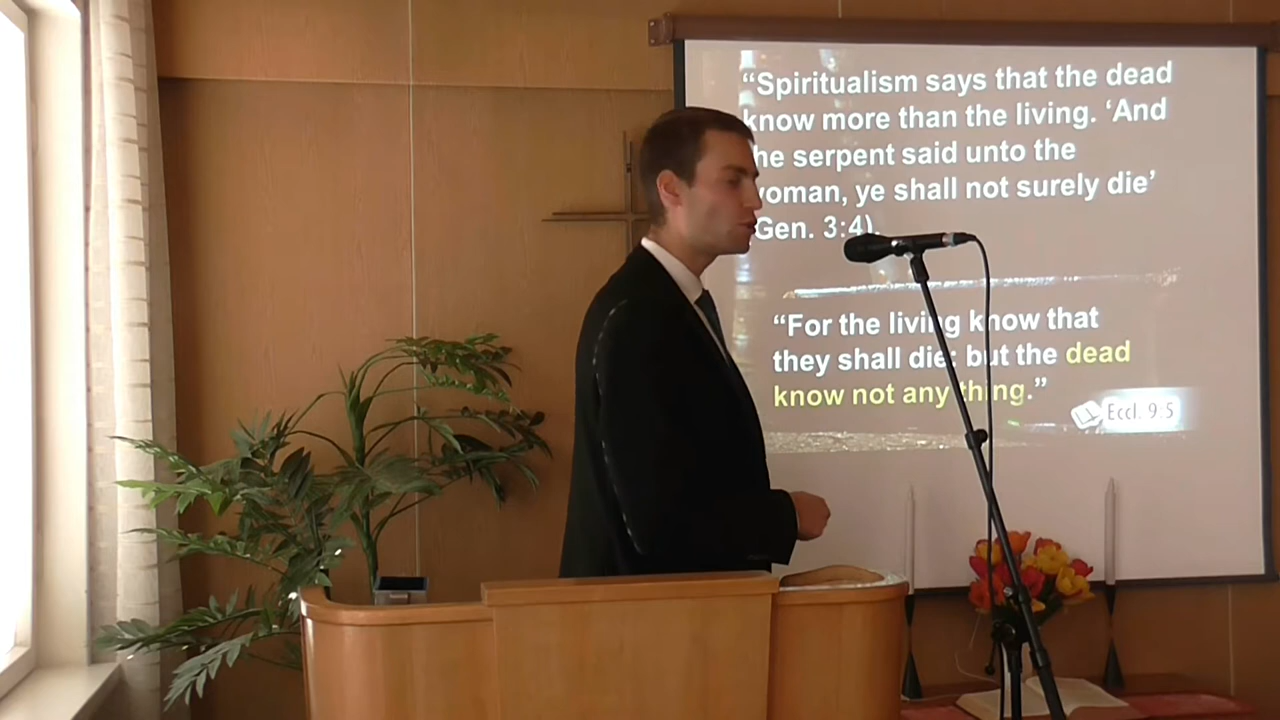 “Spiritualism says that the dead
know more than the living. ‘And
he serpent said unto the
woman, ye shall not surely die’
Gen. 3:4).
“For the living know that
they shall die: but the dead
know not any thing.”
Eccl. 9:5